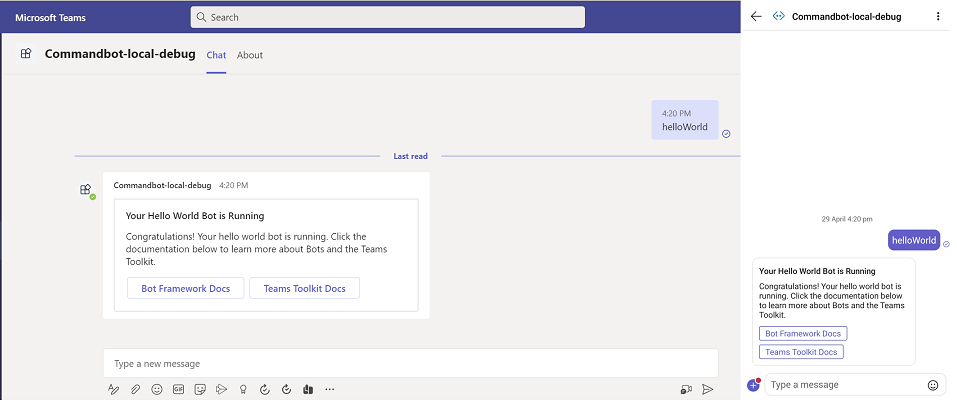 Microsoft Teams
Search
Commandbot-local-debug Chat About
4:20 PM
helloWorld
Last read
Commandbot-local-debug 4:20 PM
Your Hello World Bot is Running
Congratulations! Your hello world bot is running. Click the
documentation below to learn more about Bots and the Teams
Toolkit.
Bot Framework Docs Teams Toolkit Docs
Type a new message
GIF
Commandbot-local-debug
29 April 4:20 pm
helloWorld
Your Hello World Bot is Running
Congratulations! Your hello world bot is
running. Click the documentation below
to learn more about Bots and the Teams
Toolkit.
Bot Framework Docs
Teams Toolkit Docs
Type a message